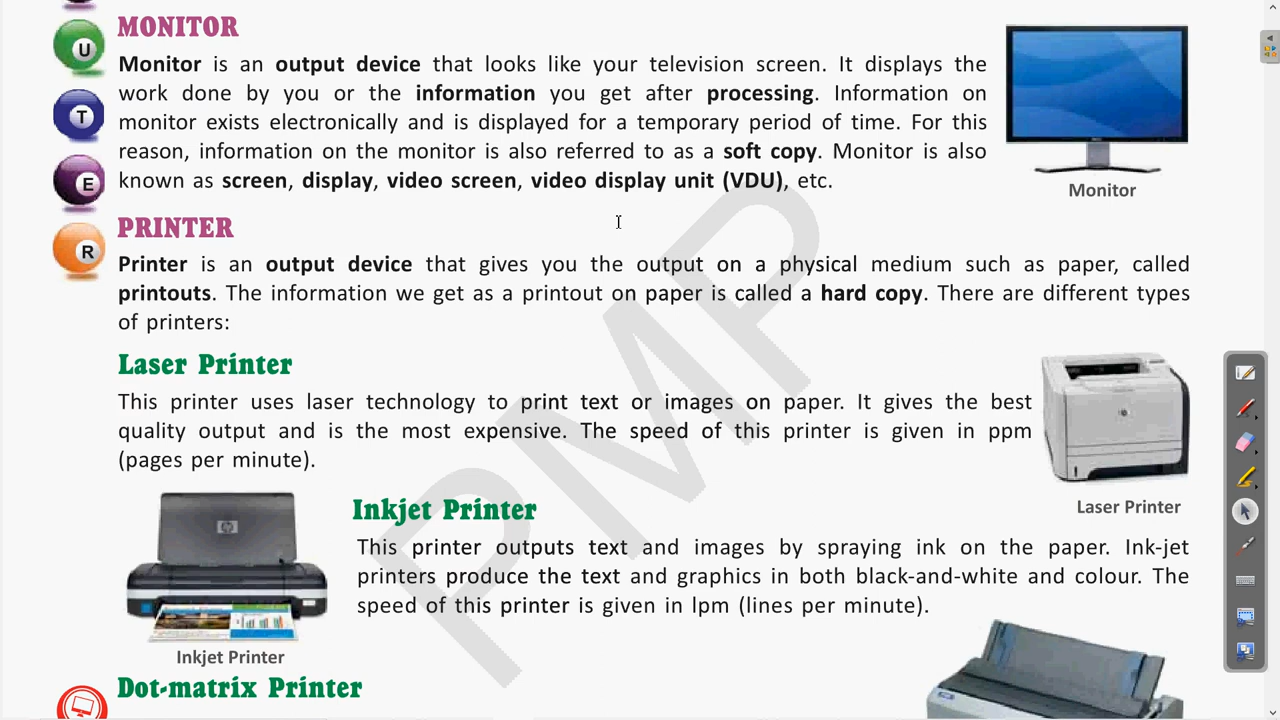 MONITOR
U
Monitor is an output device that looks like your television screen. It displays the
work done by you or the information you get after processing. Information on
T
monitor exists electronically and is displayed for a temporary period of time. For this
reason, information on the monitor is also referred to as a soft copy. Monitor is also
E
known as screen, display, video screen, video display unit (VDU), etc.
Monitor
PRINTER
R
Printer is an output device that gives you the output on a physical medium such as paper, called
printouts. The information we get as a printout on paper is called a hard copy. There are different types
of printers:
Laser Printer
This printer uses laser technology to print text or images on paper. It gives the best
quality output and is the most expensive. The speed of this printer is given in ppm
(pages per minute).
Laser Printer
Inkjet Printer
This printer outputs text and images by spraying ink on the paper. Ink-jet
printers produce the text and graphics in both black-and-white and colour. The
speed of this printer is given in lpm (lines per minute).
hp
Inkjet Printer
Dot-matrix Printer
PMP